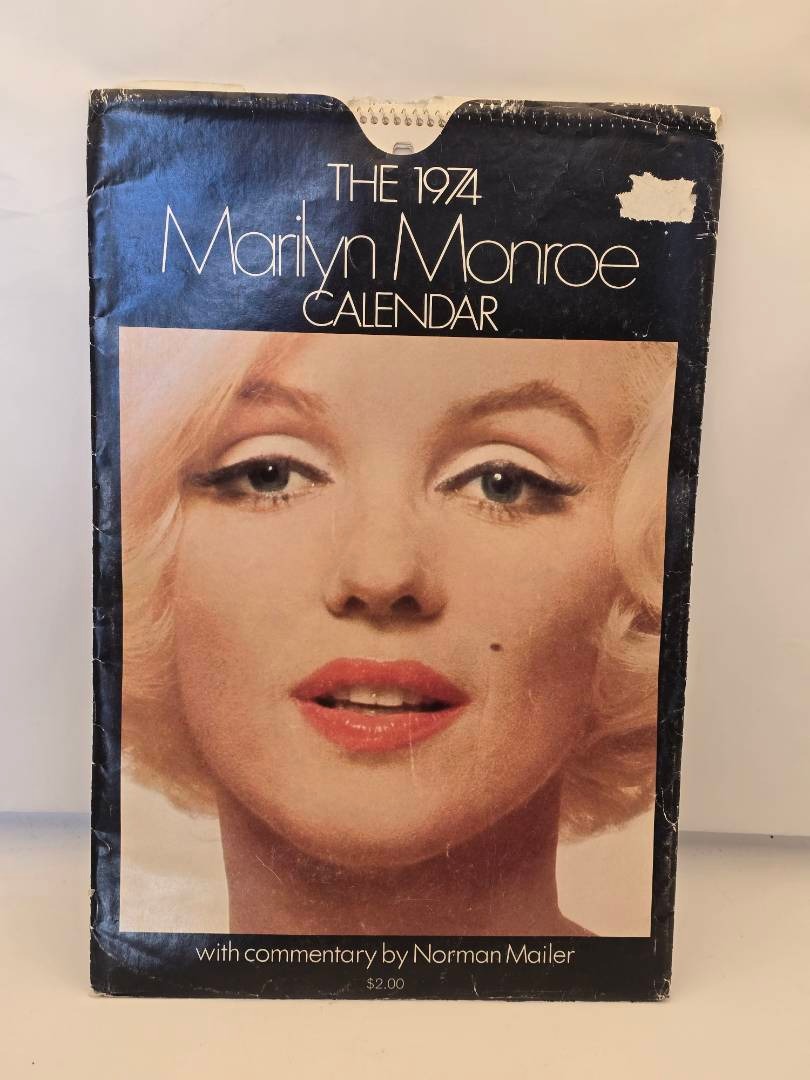 THE 1974
Marilyn Monroe
CALENDAR
with commentary by Norman Mailer
$2.00